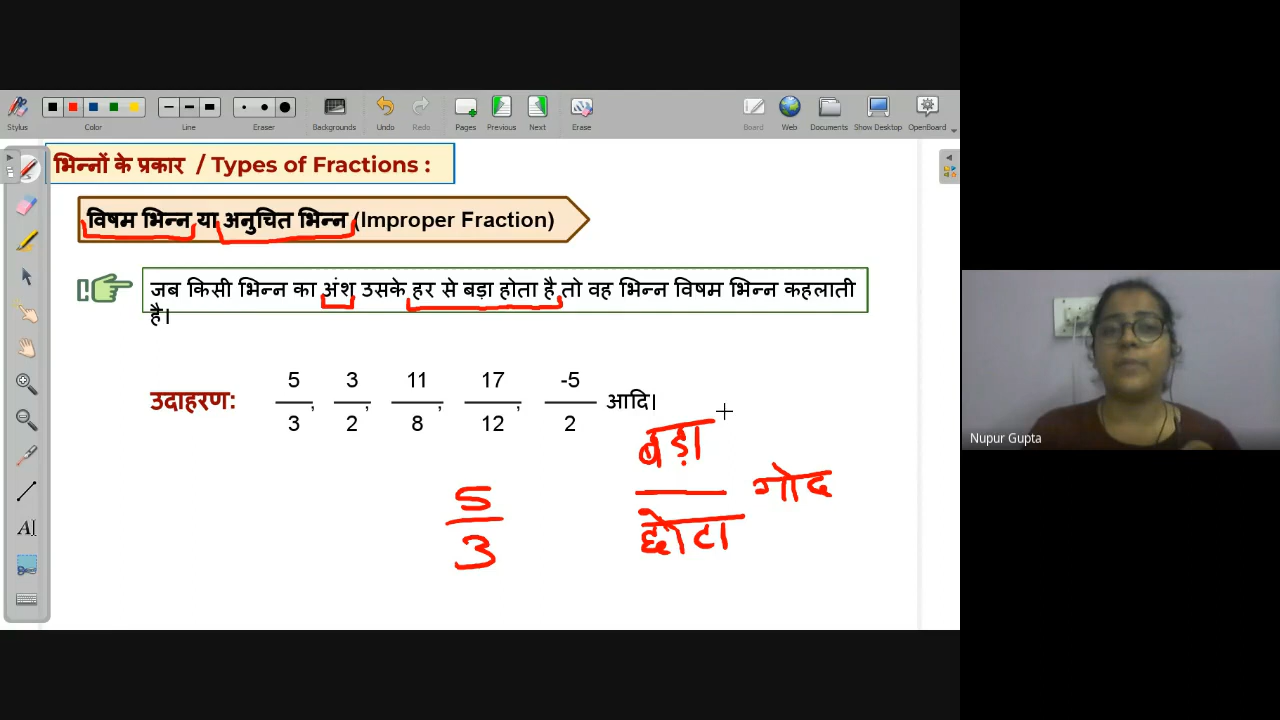 Stylus Color Line Eraser Backgrounds Undo Redo Pages Previous Next Erase Board Web Documents Show Desktop OpenBoard
भिन्नों के प्रकार / Types of Fractions :
विषम भिन्न या अनुचित भिन्न (Improper Fraction)
जब किसी भिन्न का अंश उसके हर से बड़ा होता है तो वह भिन्न विषम भिन्न कहलाती
है।
5 3 11 17 -5
उदाहरण: , , , , आदि।
3 2 8 12 2
बड़ा
5 गोद
3 छोटा
Nupur Gupta